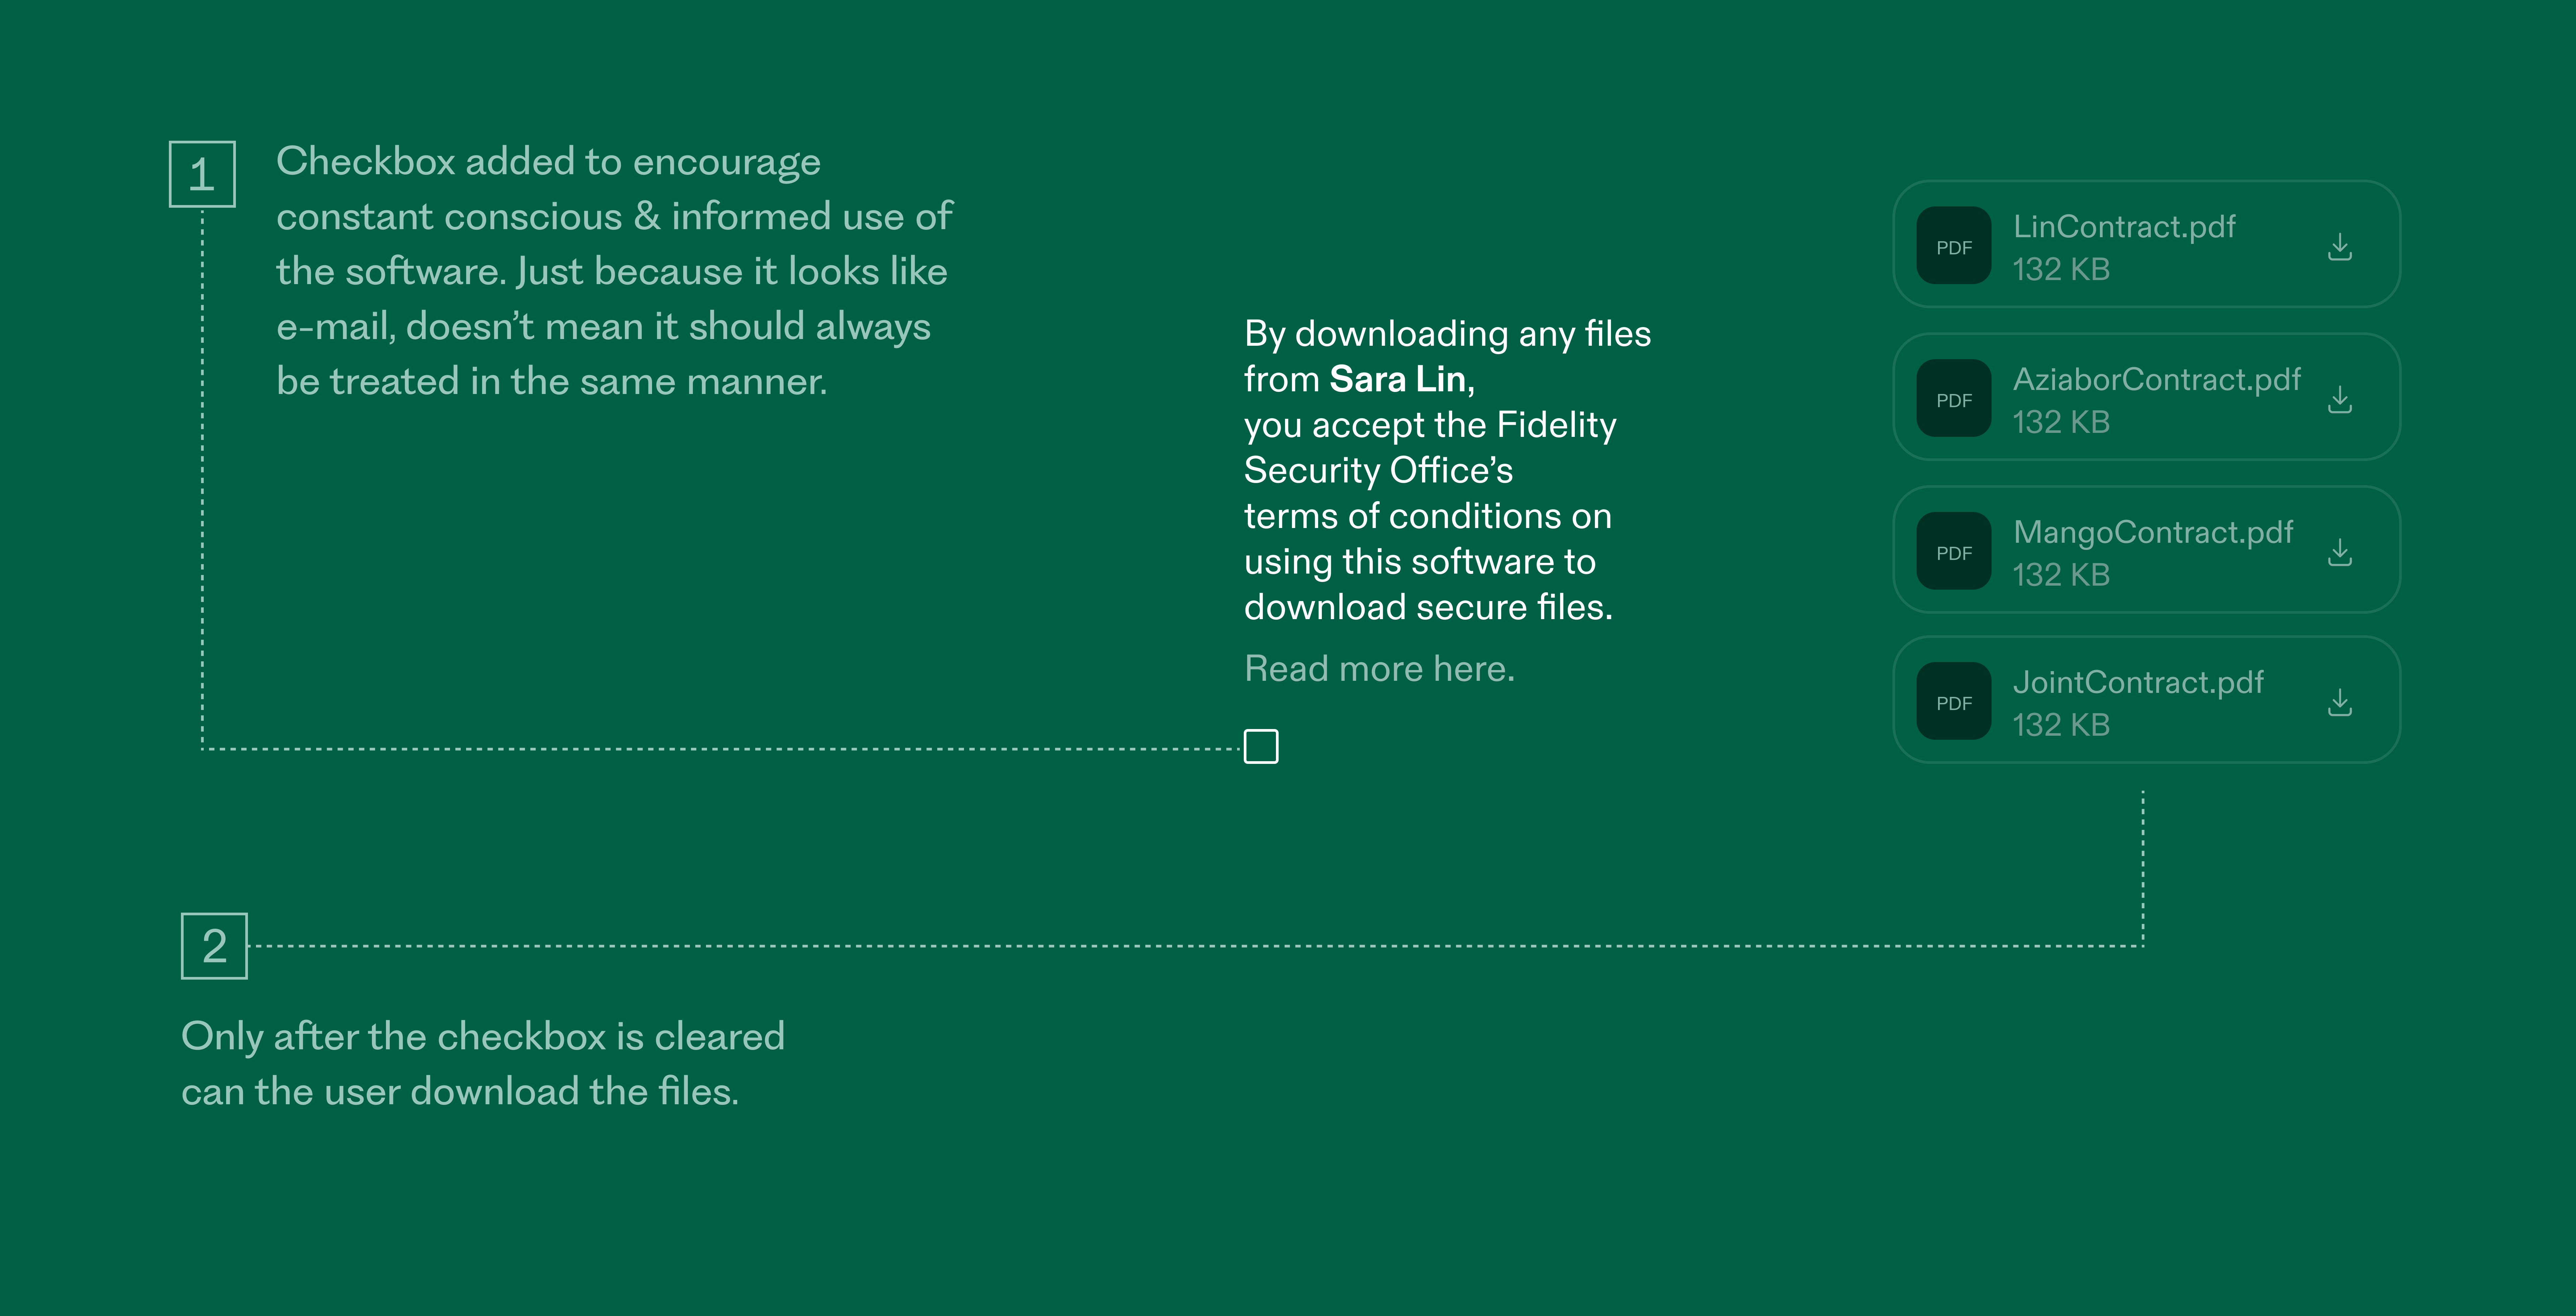 1
Checkbox added to encourage
constant conscious & informed use of
the software. Just because it looks like
e-mail, doesn’t mean it should always
be treated in the same manner.
By downloading any files
from Sara Lin,
you accept the Fidelity
Security Office’s
terms of conditions on
using this software to
download secure files.
Read more here.
PDF
LinContract.pdf
132 KB
PDF
AziaborContract.pdf
132 KB
PDF
MangoContract.pdf
132 KB
PDF
JointContract.pdf
132 KB
2
Only after the checkbox is cleared
can the user download the files.